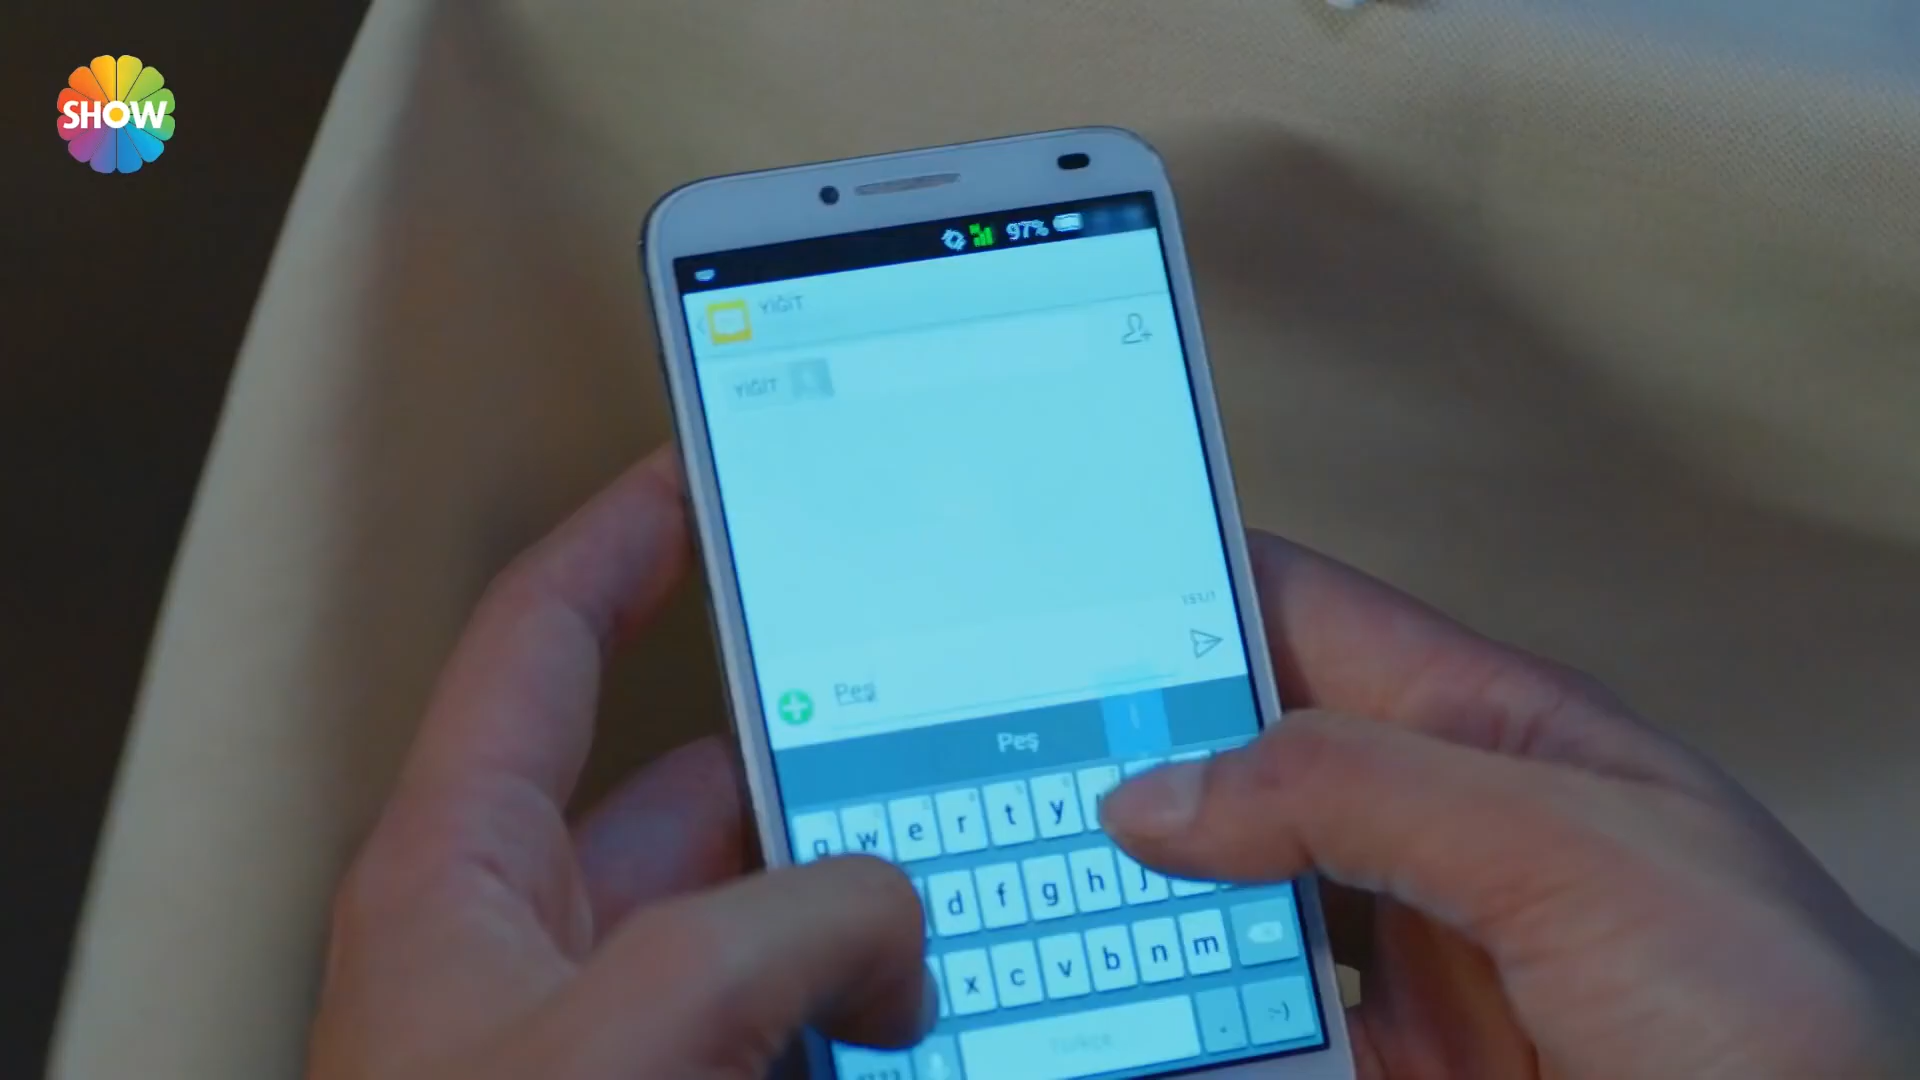 SHOW
97%
YİĞİT
YİĞİT
Peş
Peş
q w e r t y
d f g h j
x c v b n m
. :-)